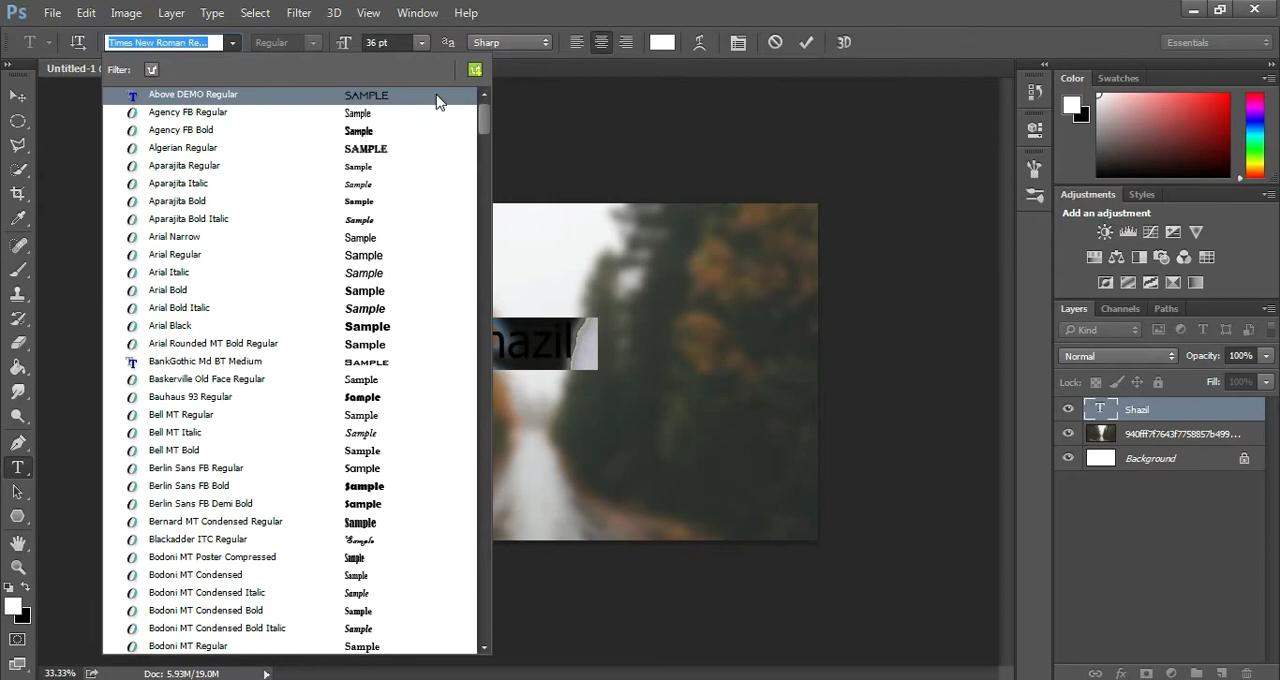 Ps File Edit Image Layer Type Select Filter 3D View Window Help
Times New Roman Re... Regular 36 pt Sharp 3D Essentials
Untitled-1
Filter:
Above DEMO Regular SAMPLE
Agency FB Regular Sample
Agency FB Bold Sample
Algerian Regular SAMPLE
Aparajita Regular Sample
Aparajita Italic Sample
Aparajita Bold Sample
Aparajita Bold Italic Sample
Arial Narrow Sample
Arial Regular Sample
Arial Italic Sample
Arial Bold Sample
Arial Bold Italic Sample
Arial Black Sample
Arial Rounded MT Bold Regular Sample
BankGothic Md BT Medium SAMPLE
Baskerville Old Face Regular Sample
Bauhaus 93 Regular Sample
Bell MT Regular Sample
Bell MT Italic Sample
Bell MT Bold Sample
Berlin Sans FB Regular Sample
Berlin Sans FB Bold Sample
Berlin Sans FB Demi Bold Sample
Bernard MT Condensed Regular Sample
Blackadder ITC Regular Sample
Bodoni MT Poster Compressed Sample
Bodoni MT Condensed Sample
Bodoni MT Condensed Italic Sample
Bodoni MT Condensed Bold Sample
Bodoni MT Condensed Bold Italic Sample
Bodoni MT Regular Sample
hazil
Color Swatches
Adjustments Styles
Add an adjustment
Layers Channels Paths
Kind
Normal Opacity: 100%
Lock: Fill: 100%
T Shazil
940fff7f7643f7758857b499...
Background
33.33% Doc: 5.93M/19.0M